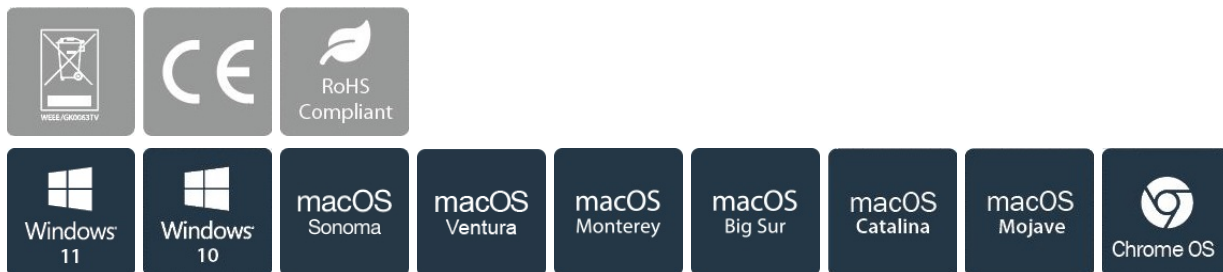 WEEE/GK0083TV
CE
RoHS
Compliant
Windows
11
Windows
10
macOS
Sonoma
macOS
Ventura
macOS
Monterey
macOS
Big Sur
macOS
Catalina
macOS
Mojave
Chrome OS